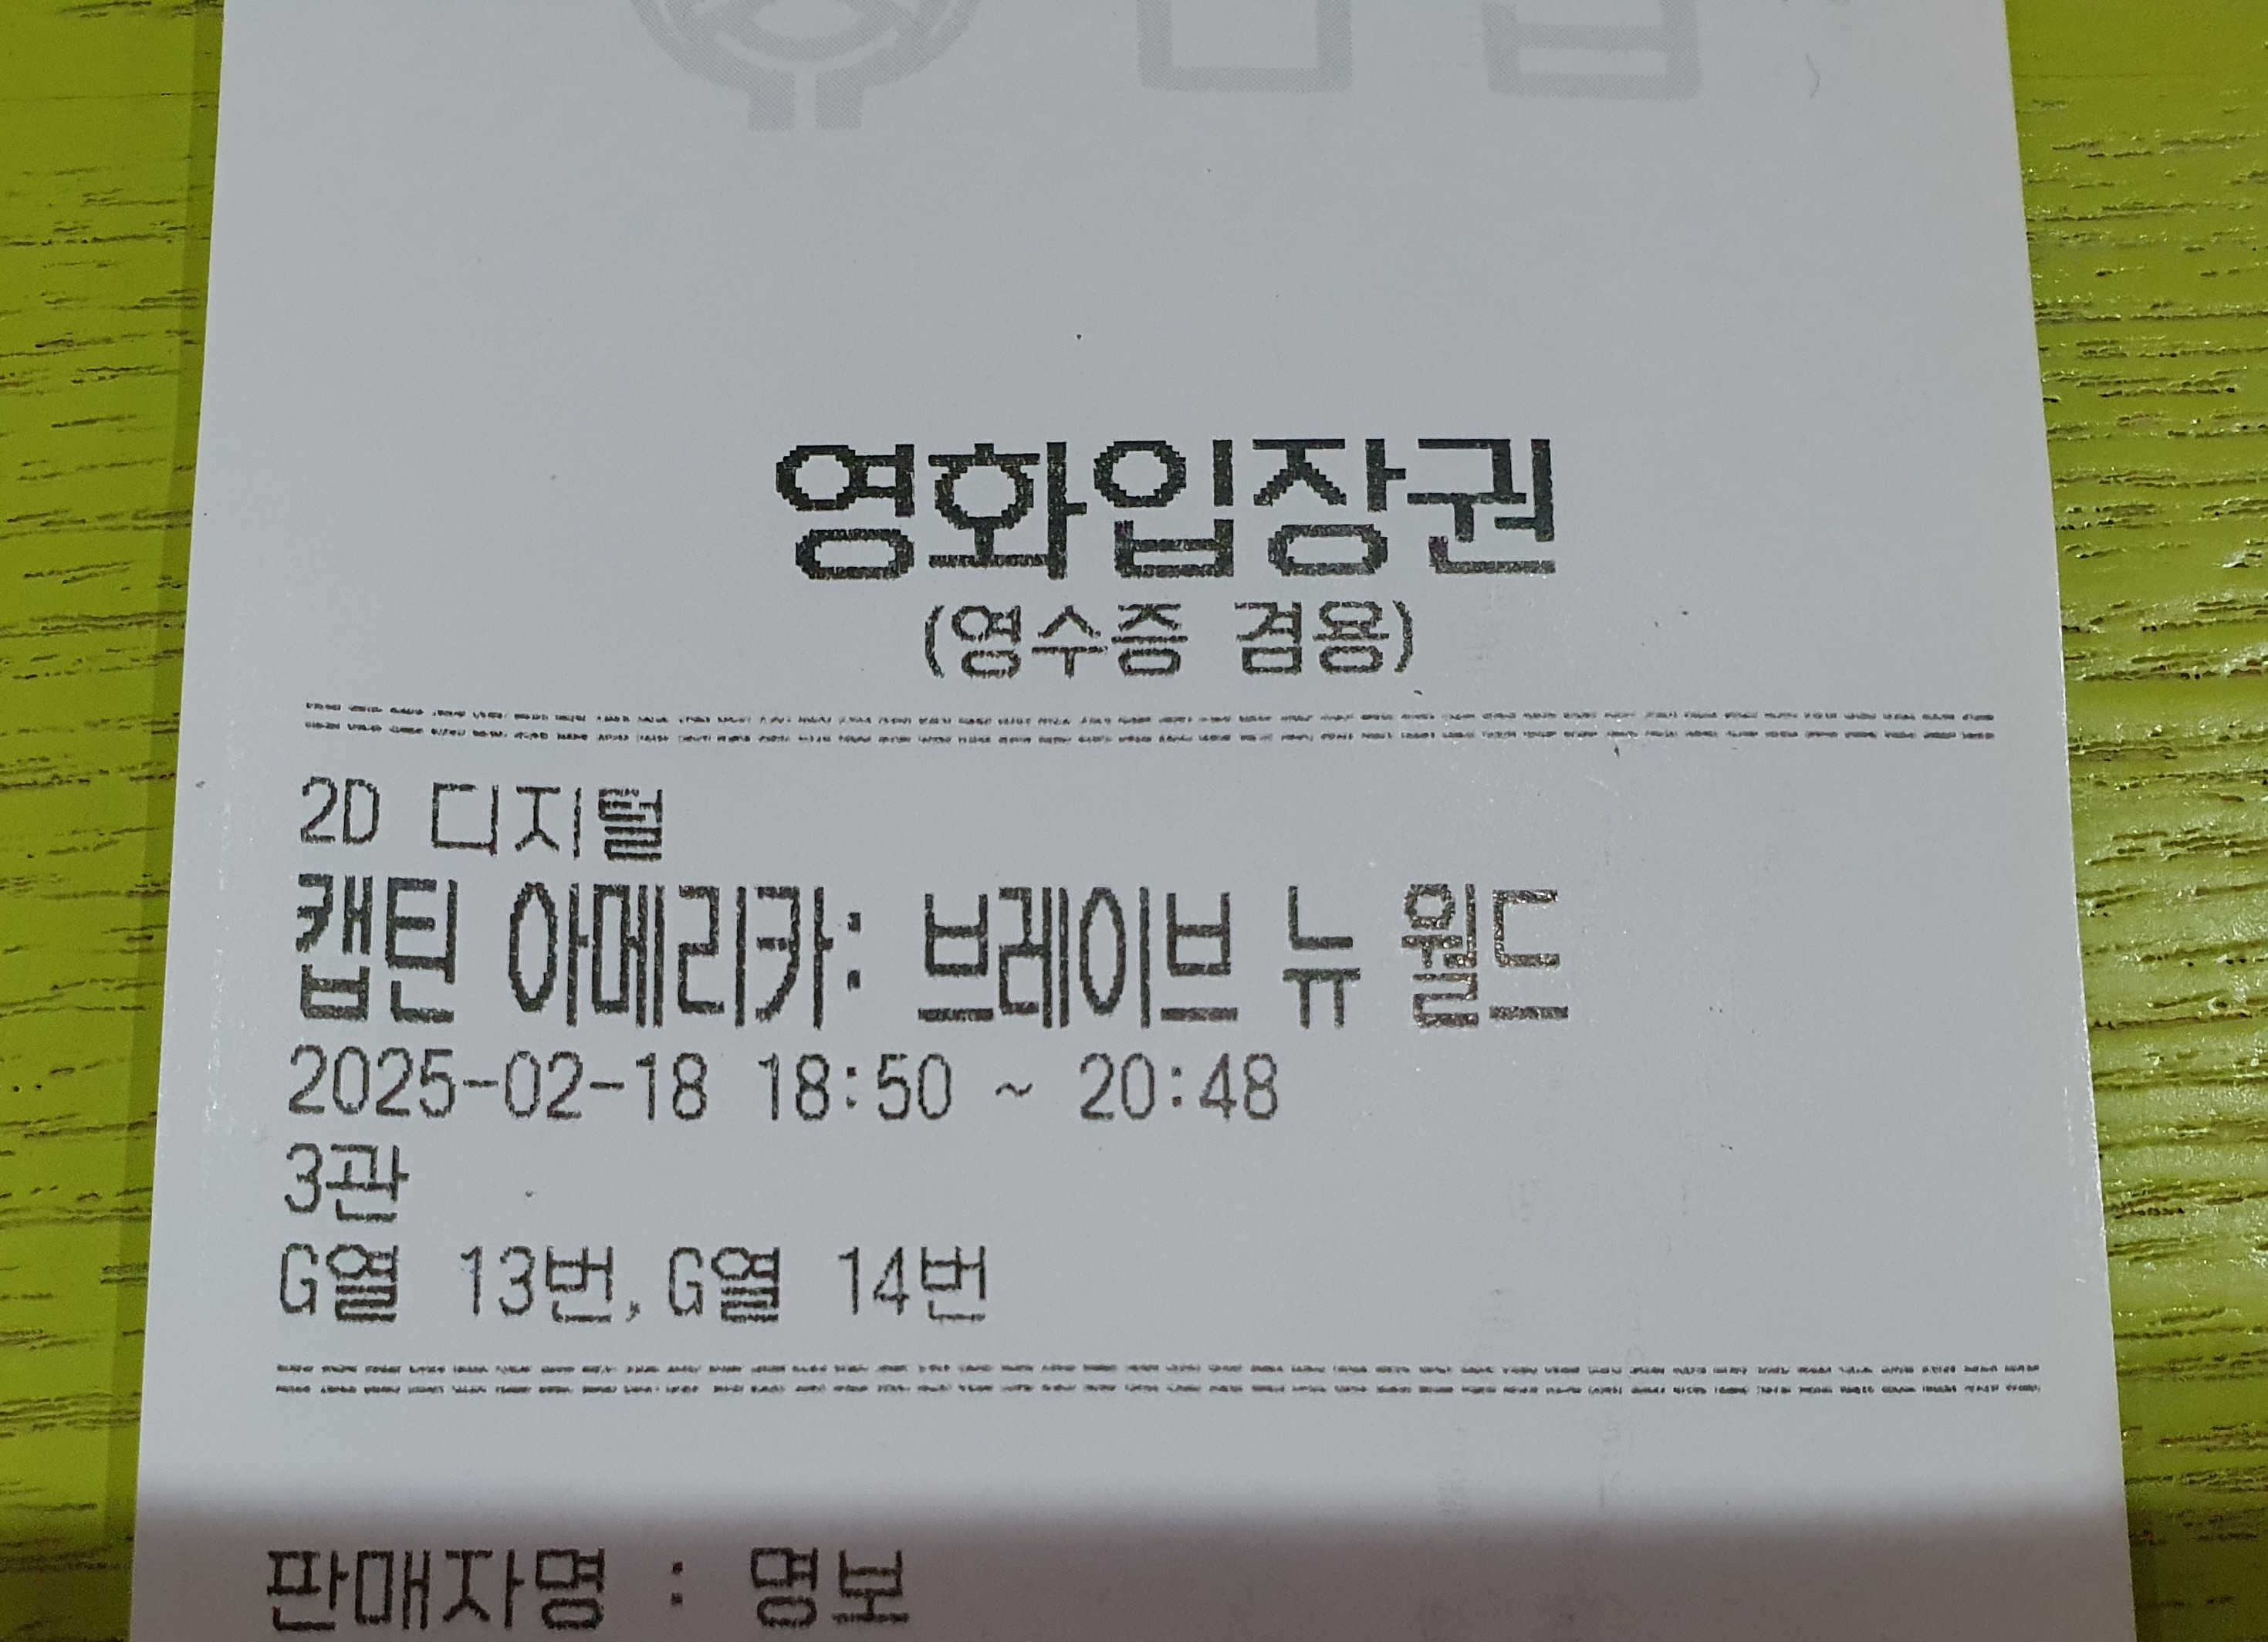 영화입장권
(영수증 겸용)
2D 디지털
캡틴 아메리카: 브레이브 뉴 월드
2025-02-18 18:50 ~ 20:48
3관
G열 13번,G열 14번
판매자명 : 명보